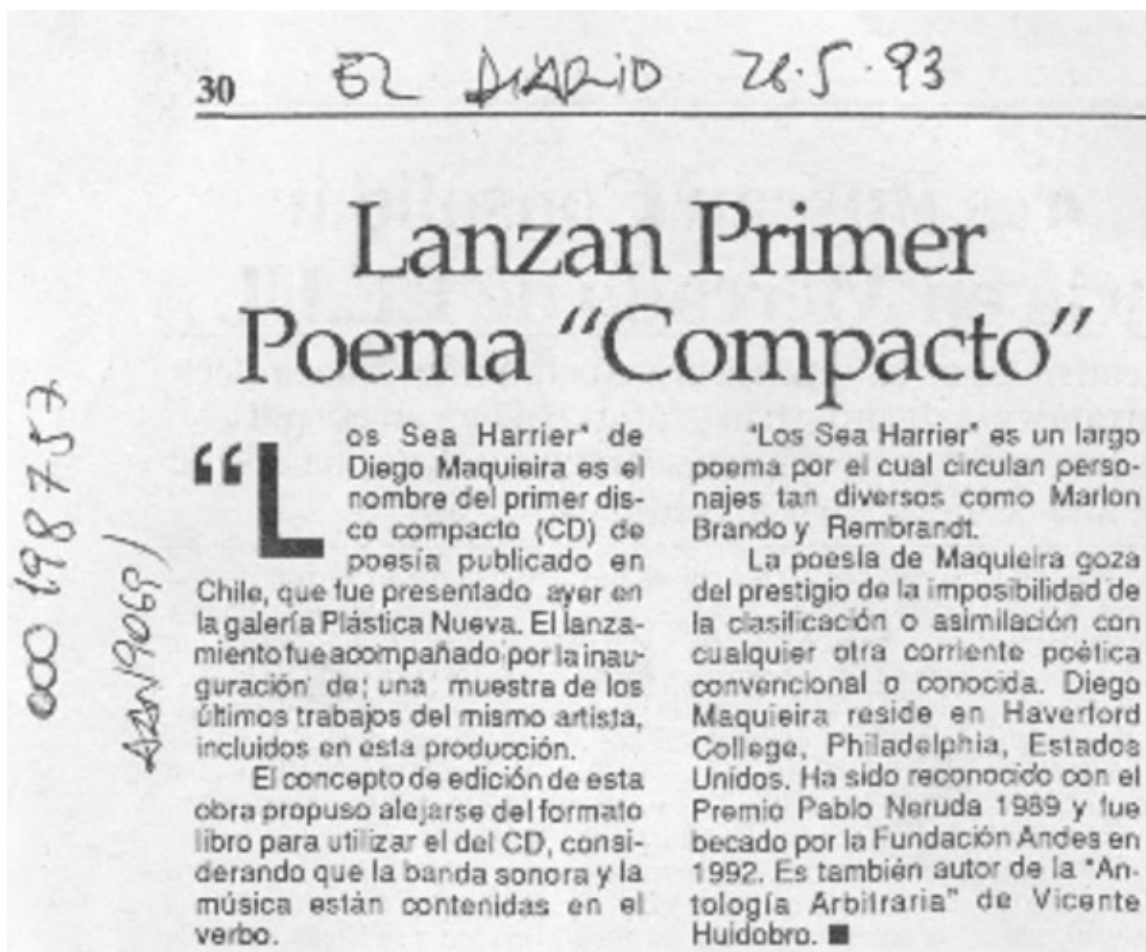 30 EL DIARIO 26.5.93
Lanzan Primer
Poema “Compacto”
“Los Sea Harrier" de
Diego Maquieira es el
nombre del primer dis-
co compacto (CD) de
poesía publicado en
Chile, que fue presentado ayer en
la galería Plástica Nueva. El lanza-
miento fue acompañado por la inau-
guración de una muestra de los
últimos trabajos del mismo artista,
incluidos en esta producción.
El concepto de edición de esta
obra propuso alejarse del formato
libro para utilizar el del CD, consi-
derando que la banda sonora y la
música están contenidas en el
verbo.
"Los Sea Harrier" es un largo
poema por el cual circulan perso-
najes tan diversos como Marlon
Brando y Rembrandt.
La poesía de Maquieira goza
del prestigio de la imposibilidad de
la clasificación o asimilación con
cualquier otra corriente poética
convencional o conocida. Diego
Maquieira reside en Haverford
College, Philadelphia, Estados
Unidos. Ha sido reconocido con el
Premio Pablo Neruda 1989 y fue
becado por la Fundación Andes en
1992. Es también autor de la "An-
tología Arbitraria" de Vicente
Huidobro.
000198757